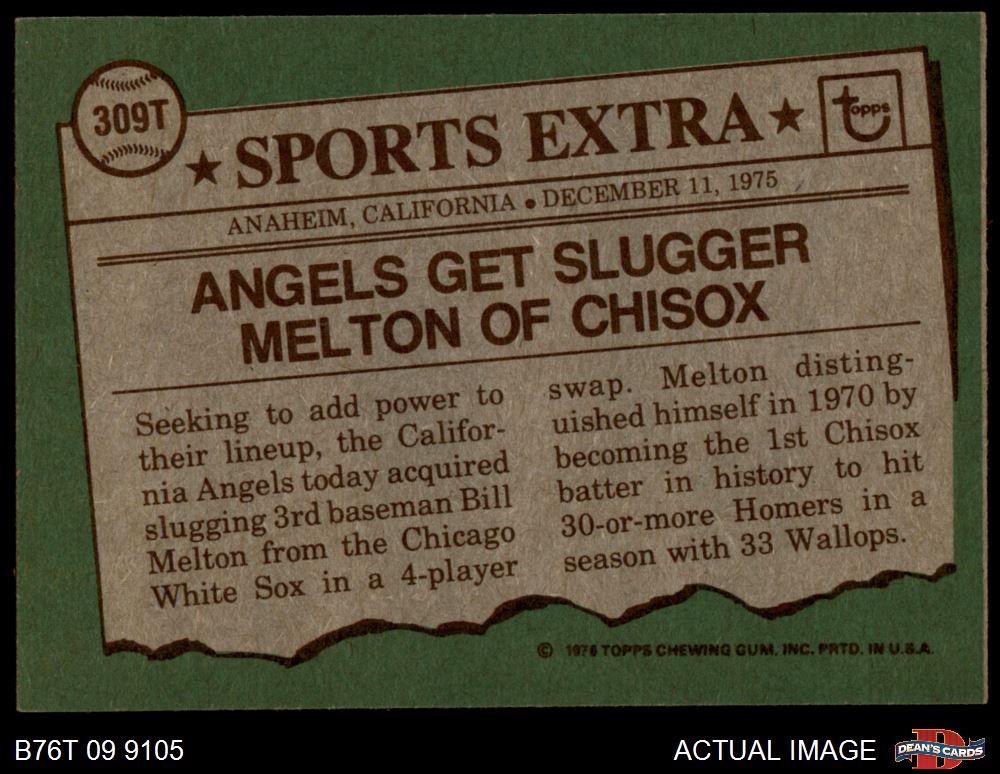 309T
★ SPORTS EXTRA ★
topps
ANAHEIM, CALIFORNIA • DECEMBER 11, 1975
ANGELS GET SLUGGER
MELTON OF CHISOX
Seeking to add power to
their lineup, the Califor-
nia Angels today acquired
slugging 3rd baseman Bill
Melton from the Chicago
White Sox in a 4-player
swap. Melton disting-
uished himself in 1970 by
becoming the 1st Chisox
batter in history to hit
30-or-more Homers in a
season with 33 Wallops.
© 1976 TOPPS CHEWING GUM, INC. PRTD. IN U.S.A.
B76T 09 9105
ACTUAL IMAGE
D
DEAN'S CARDS